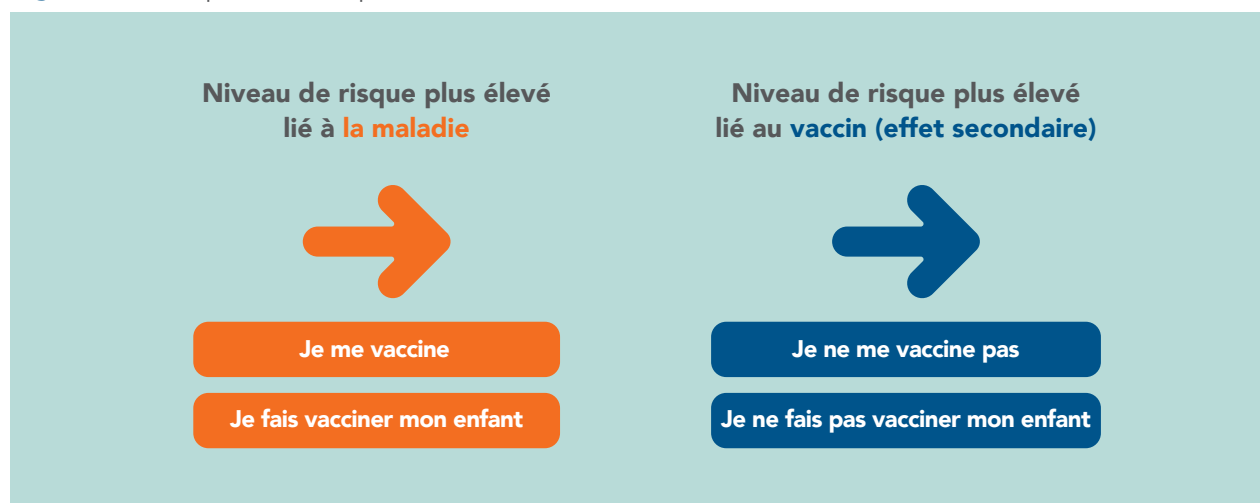 Niveau de risque plus élevé
lié à la maladie
Je me vaccine
Je fais vacciner mon enfant
Niveau de risque plus élevé
lié au vaccin (effet secondaire)
Je ne me vaccine pas
Je ne fais pas vacciner mon enfant